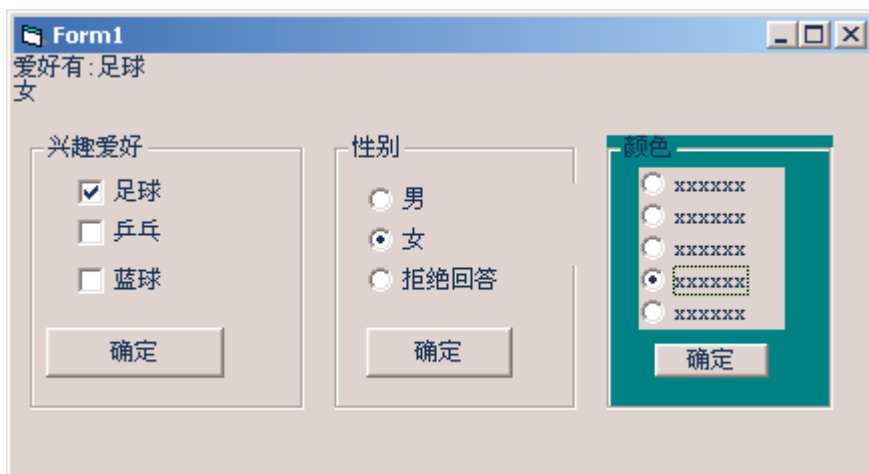 Form1
爱好有:足球
女
兴趣爱好
足球
乒乓
蓝球
确定
性别
男
女
拒绝回答
确定
颜色
xxxxxx
xxxxxx
xxxxxx
xxxxxx
xxxxxx
确定